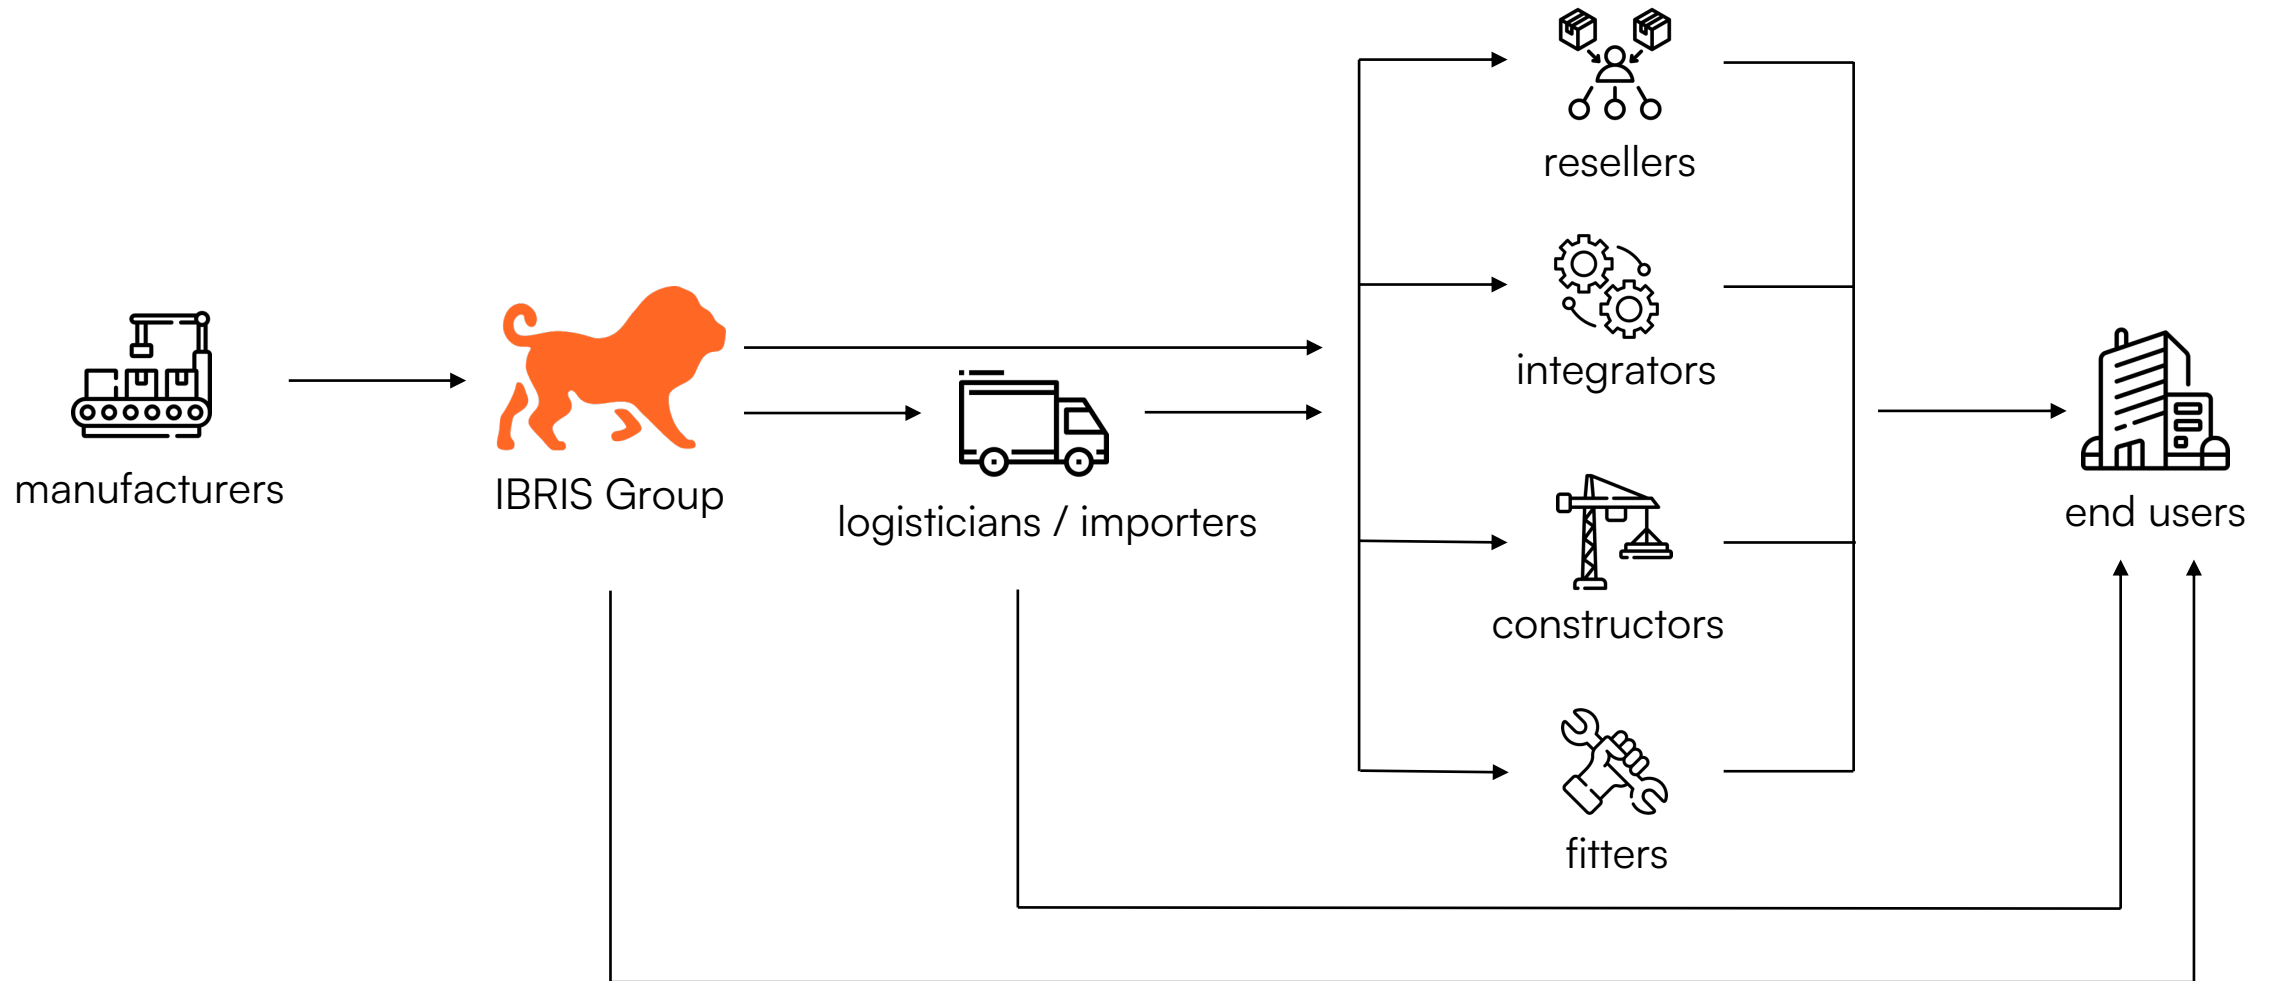 resellers
integrators
manufacturers
IBRIS Group
logisticians / importers
end users
constructors
fitters